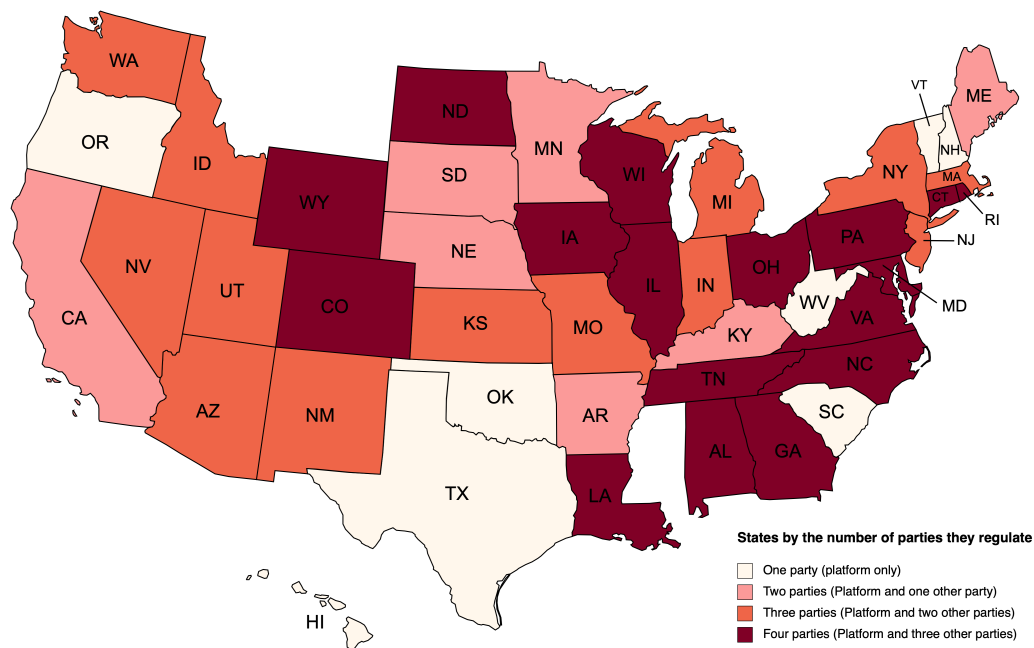 WA
OR
ID
ND
MN
SD
WY
WI
MI
VT
ME
NH
NY
MA
CT
RI
NJ
PA
IA
NE
NV
UT
CO
CA
KS
MO
IL
IN
OH
WV
MD
VA
KY
NC
TN
SC
AZ
NM
OK
AR
AL
GA
TX
LA
HI
States by the number of parties they regulate
One party (platform only)
Two parties (Platform and one other party)
Three parties (Platform and two other parties)
Four parties (Platform and three other parties)